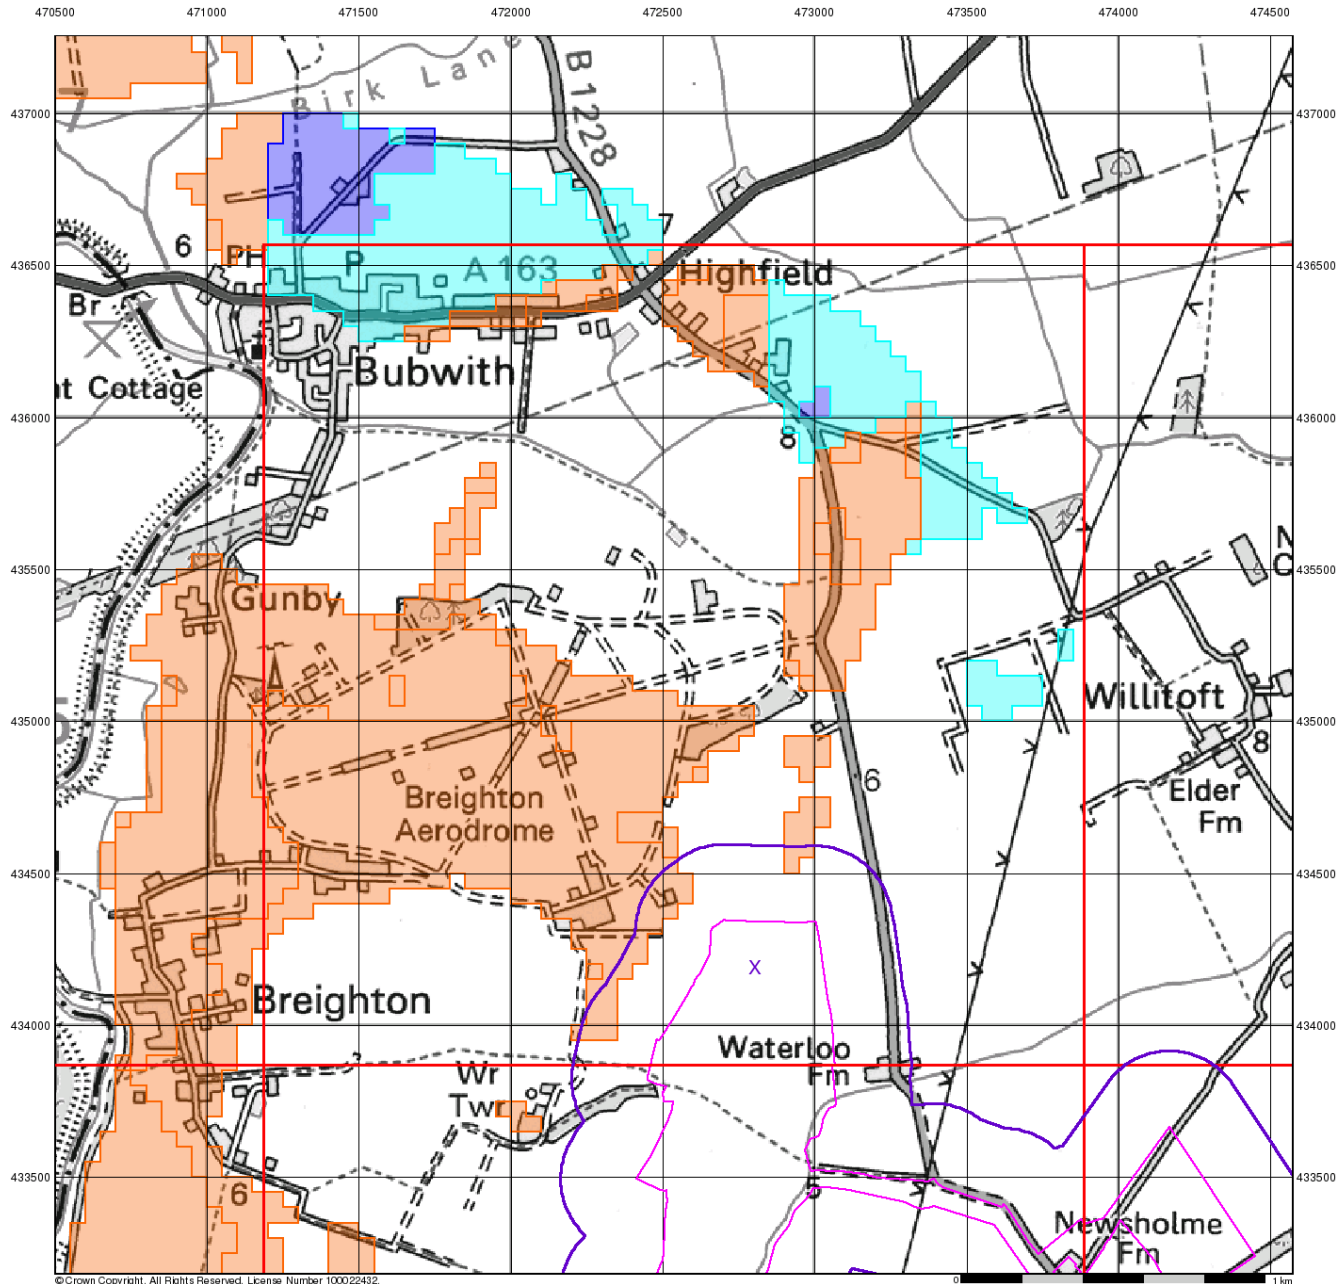 470500 471000 471500 472000 472500 473000 473500 474000 474500
437000 437000
Birk Lane
B 1228
7
6
PH
P
A 163
Highfield
436500 436500
Br
Bubwith
t Cottage
436000 436000
8
435500 435500
N
C
Gunby
Willitoft
435000 435000
5
8
6
Breighton
Aerodrome
Elder
Fm
434500 434500
X
Breighton
434000 434000
Waterloo
Fm
Wr
Twr
433500 433500
6
5
Newsholme
Fm
© Crown Copyright. All Rights Reserved. License Number 100022432.
0 1 km